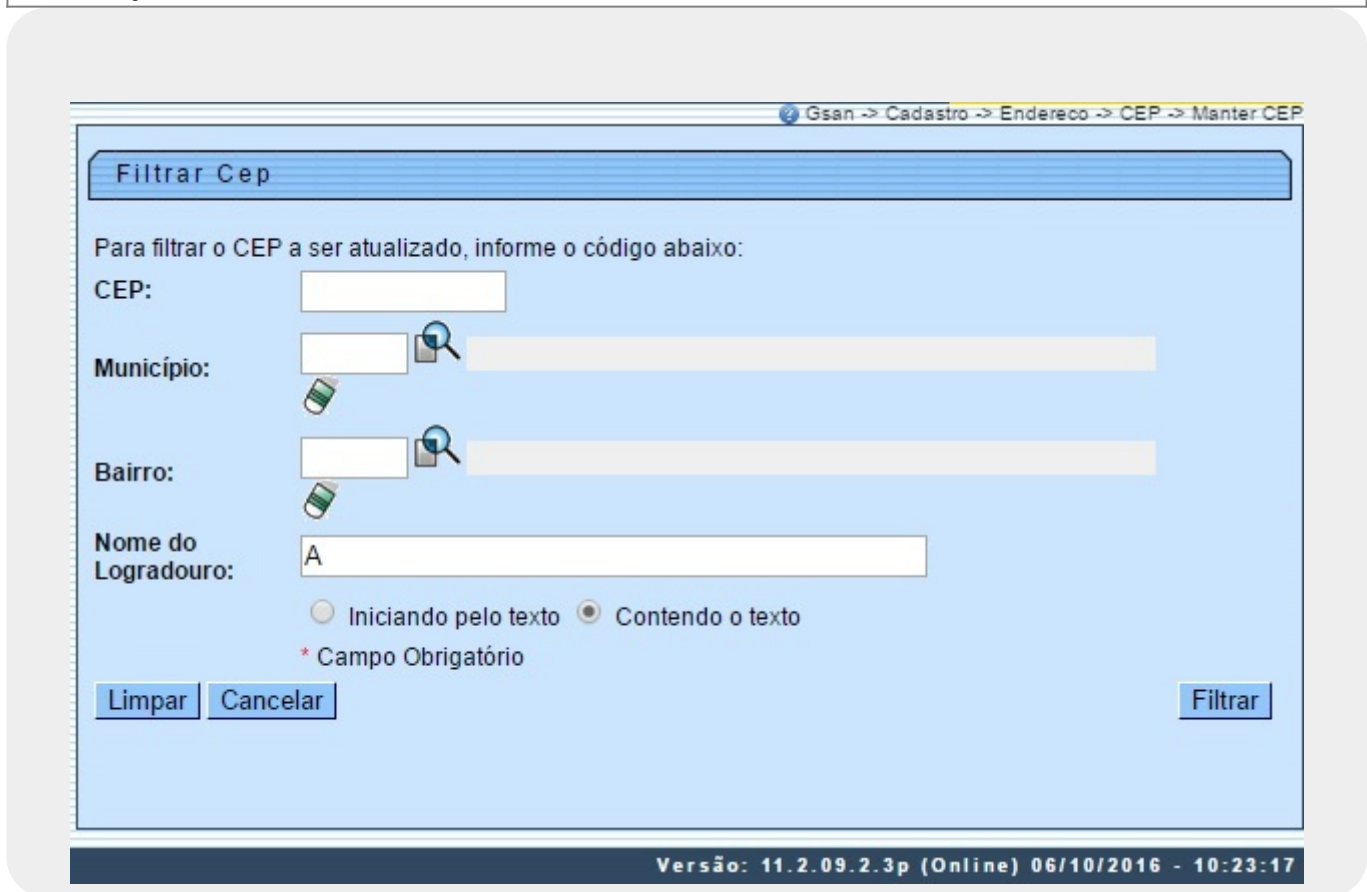 Gsan -> Cadastro -> Endereco -> CEP -> Manter CEP
Filtrar Cep
Para filtrar o CEP a ser atualizado, informe o código abaixo:
CEP:
Município:
Bairro:
Nome do
Logradouro:
A
Iniciando pelo texto Contendo o texto
* Campo Obrigatório
Limpar Cancelar Filtrar
Versão: 11.2.09.2.3p (Online) 06/10/2016 - 10:23:17